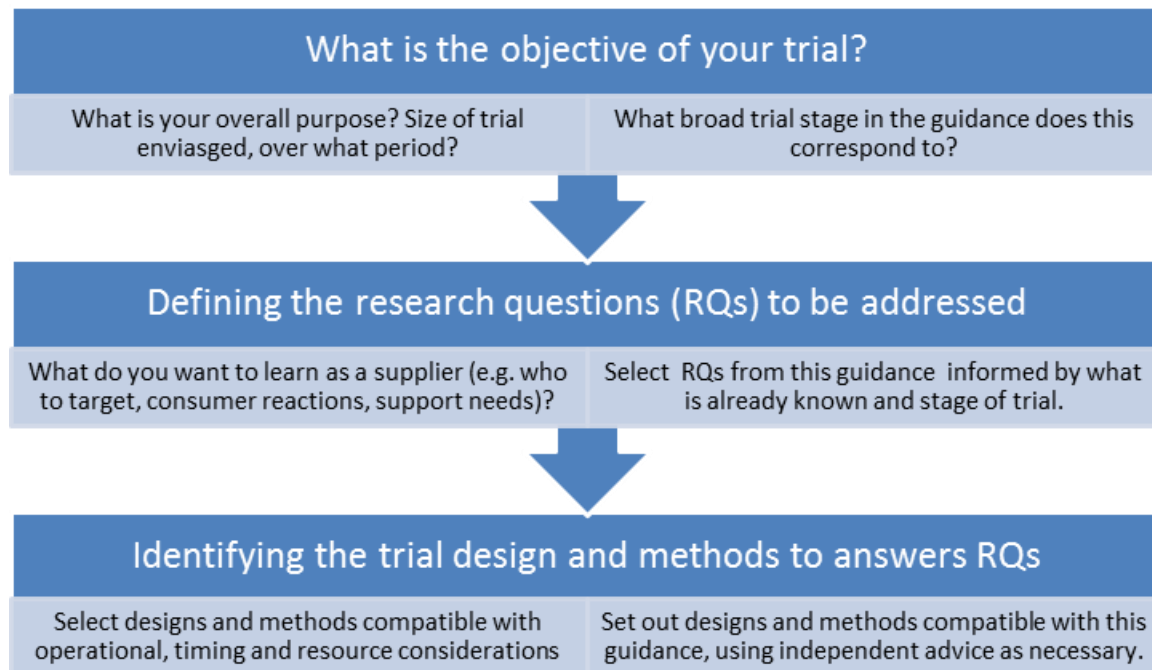 What is the objective of your trial?
What is your overall purpose? Size of trial
enviasged, over what period?
What broad trial stage in the guidance does this
correspond to?
Defining the research questions (RQs) to be addressed
What do you want to learn as a supplier (e.g. who
to target, consumer reactions, support needs)?
Select RQs from this guidance informed by what
is already known and stage of trial.
Identifying the trial design and methods to answers RQs
Select designs and methods compatible with
operational, timing and resource considerations
Set out designs and methods compatible with this
guidance, using independent advice as necessary.